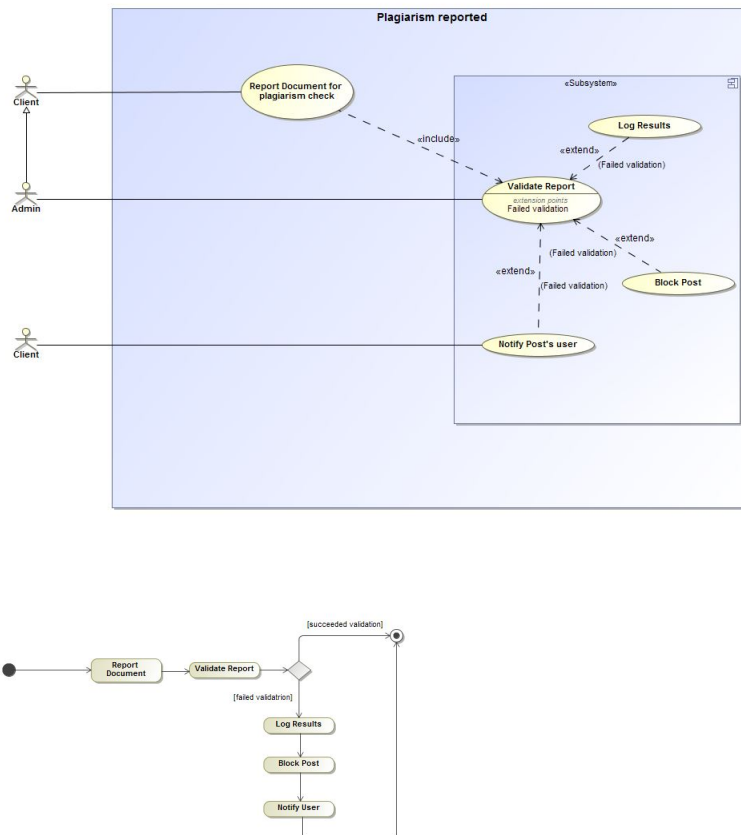 Plagiarism reported
Client
Report Document for
plagiarism check
«Subsystem»
Log Results
«include»
«extend»
(Failed validation)
Admin
Validate Report
extension points
Failed validation
«extend»
(Failed validation)
«extend»
(Failed validation)
Block Post
Client
Notify Post's user
[succeeded validation]
Report
Document
Validate Report
[failed validatrion]
Log Results
Block Post
Notify User